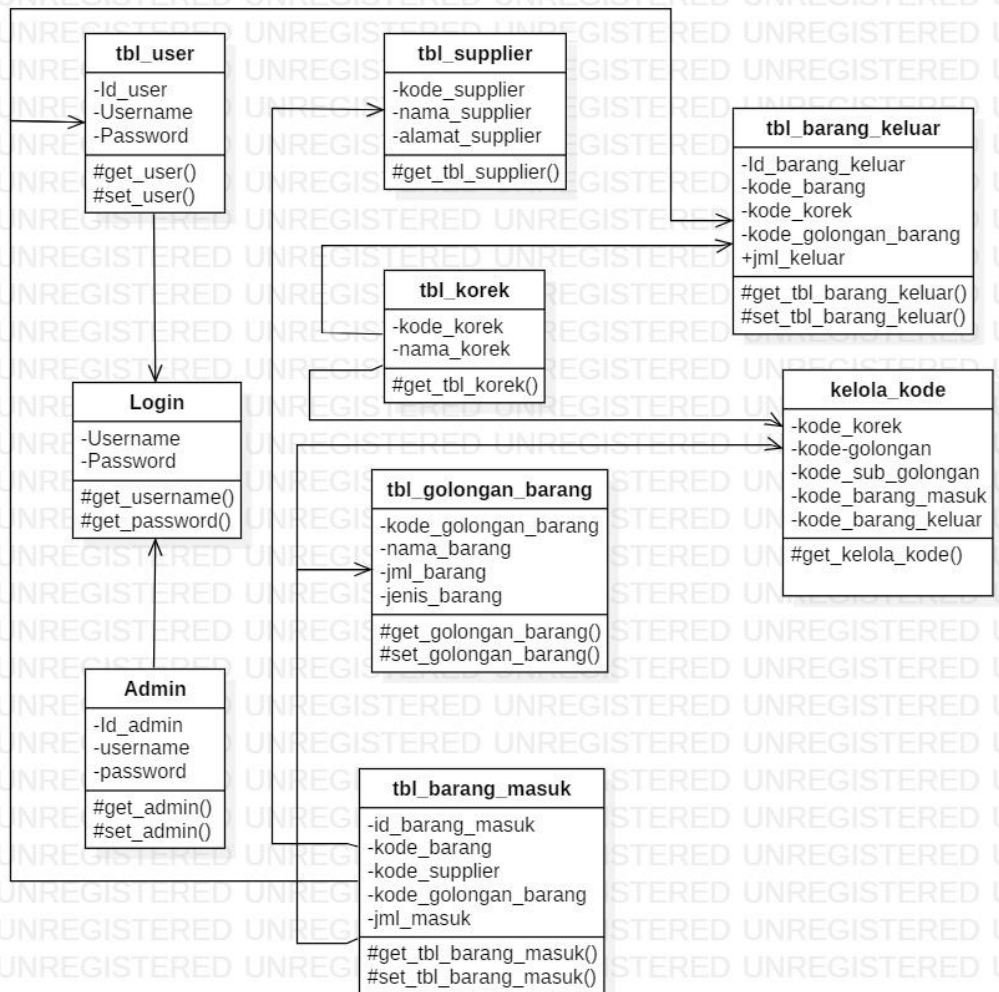 tbl_user
-Id_user
-Username
-Password
#get_user()
#set_user()
tbl_supplier
-kode_supplier
-nama_supplier
-alamat_supplier
#get_tbl_supplier()
tbl_barang_keluar
-Id_barang_keluar
-kode_barang
-kode_korek
-kode_golongan_barang
+jml_keluar
#get_tbl_barang_keluar()
#set_tbl_barang_keluar()
tbl_korek
-kode_korek
-nama_korek
#get_tbl_korek()
Login
-Username
-Password
#get_username()
#get_password()
kelola_kode
-kode_korek
-kode-golongan
-kode_sub_golongan
-kode_barang_masuk
-kode_barang_keluar
#get_kelola_kode()
tbl_golongan_barang
-kode_golongan_barang
-nama_barang
-jml_barang
-jenis_barang
#get_golongan_barang()
#set_golongan_barang()
Admin
-Id_admin
-username
-password
#get_admin()
#set_admin()
tbl_barang_masuk
-id_barang_masuk
-kode_barang
-kode_supplier
-kode_golongan_barang
-jml_masuk
#get_tbl_barang_masuk()
#set_tbl_barang_masuk()
UNREGISTERED